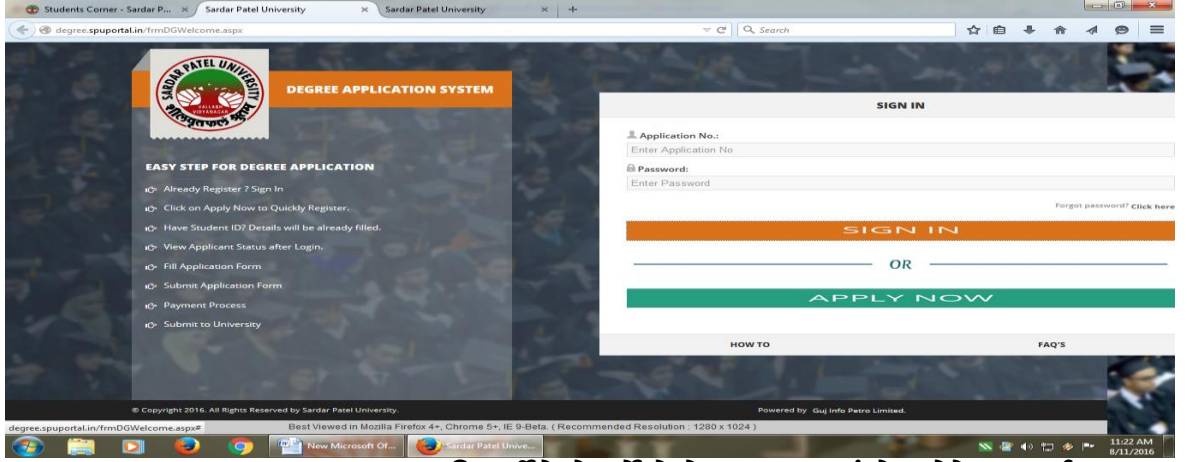 Students Corner - Sardar P...
Sardar Patel University
Sardar Patel University
degree.spuportal.in/frmDGWelcome.aspx
Search
SARDAR PATEL UNIVERSITY
VALLABH
VIDYANAGAR
DEGREE APPLICATION SYSTEM
EASY STEP FOR DEGREE APPLICATION
Already Register ? Sign In
Click on Apply Now to Quickly Register.
Have Student ID? Details will be already filled.
View Applicant Status after Login.
Fill Application Form
Submit Application Form
Payment Process
Submit to University
SIGN IN
Application No.:
Enter Application No
Password:
Enter Password
Forgot password? Click here
SIGN IN
OR
APPLY NOW
HOW TO
FAQ'S
© Copyright 2016. All Rights Reserved by Sardar Patel University.
Powered by Guj Info Petro Limited.
degree.spuportal.in/frmDGWelcome.aspx#
Best Viewed in Mozilla Firefox 4+, Chrome 5+, IE 9-Beta. ( Recommended Resolution : 1280 x 1024 )
New Microsoft Of...
Sardar Patel Unive...
11:22 AM
8/11/2016